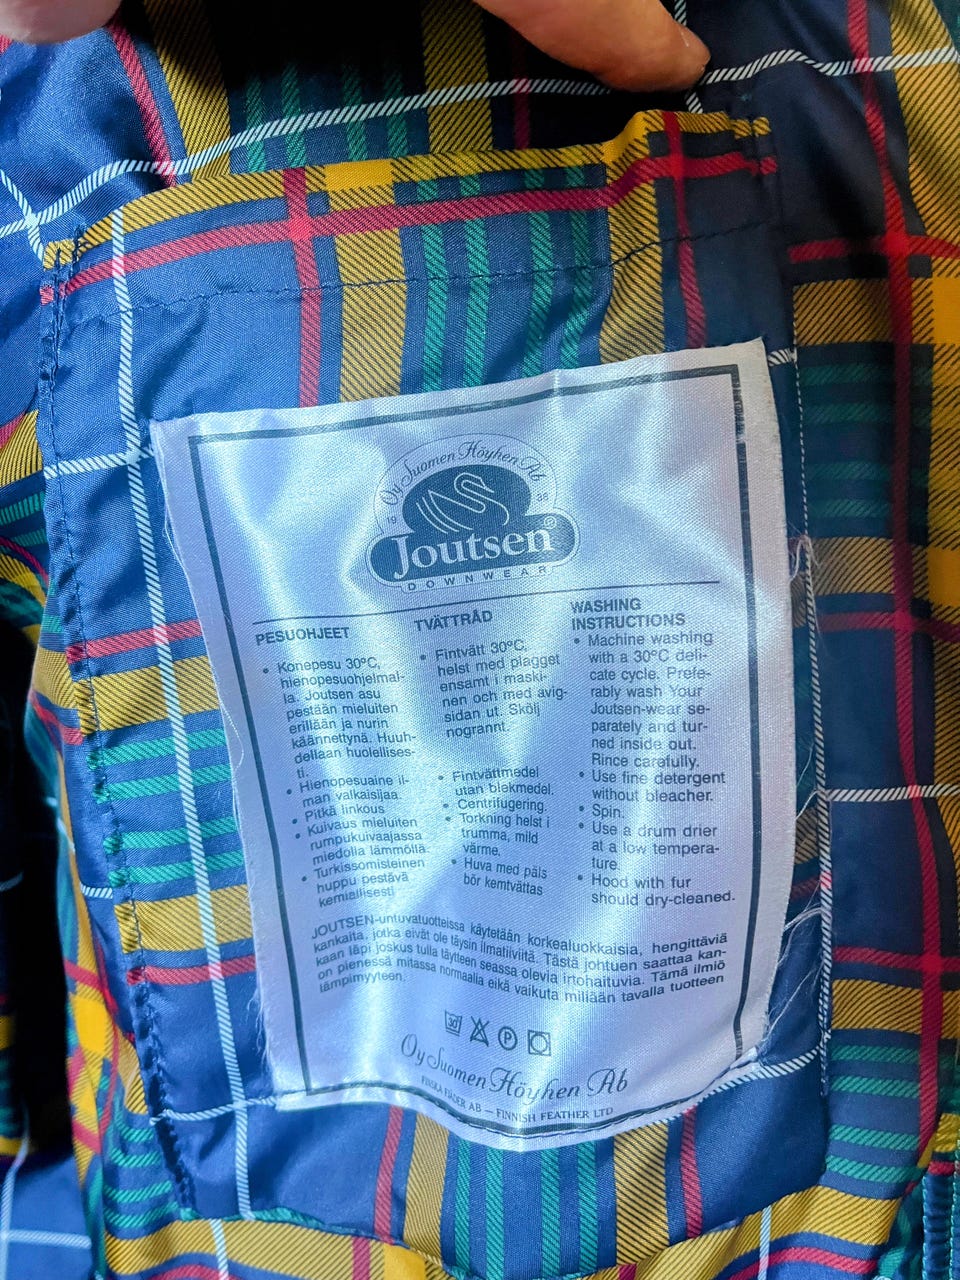 Oy Suomen Höyhen Ab
19 36
Joutsen®
DOWNWEAR
PESUOHJEET
• Konepesu 30°C,
hienopesuohjelmal-
la. Joutsen asu
pestään mieluiten
erillään ja nurin
käännettynä. Huuh-
dellaan huolellises-
ti.
• Hienopesuaine il-
man valkaisijaa.
• Pitkä linkous
• Kuivaus mieluiten
rumpukuivaajassa
miedolla lämmöllä.
• Turkissomisteinen
huppu pestävä
kemiallisesti
TVÄTTRÅD
• Fintvätt 30°C,
helst med plagget
ensamt i maski-
nen och med avig-
sidan ut. Skölj
nogrannt.
• Fintvättmedel
utan blekmedel.
• Centrifugering.
• Torkning helst i
trumma, mild
värme.
• Huva med päls
bör kemtvättas
WASHING
INSTRUCTIONS
• Machine washing
with a 30°C deli-
cate cycle. Prefe-
rably wash Your
Joutsen-wear se-
parately and tur-
ned inside out.
Rince carefully.
• Use fine detergent
without bleacher.
• Spin.
• Use a drum drier
at a low tempera-
ture.
• Hood with fur
should dry-cleaned.
JOUTSEN-untuvatuotteissa käytetään korkealuokkaisia, hengittäviä
kankaita, jotka eivät ole täysin ilmatiiviitä. Tästä johtuen saattaa kan-
kaan läpi joskus tulla täytteen seassa olevia irtohaituvia. Tämä ilmiö
on pienessä mitassa normaalia eikä vaikuta millään tavalla tuotteen
lämpimyyteen.
30 P
Oy Suomen Höyhen Ab
FINSKA FJÄDER AB – FINNISH FEATHER LTD